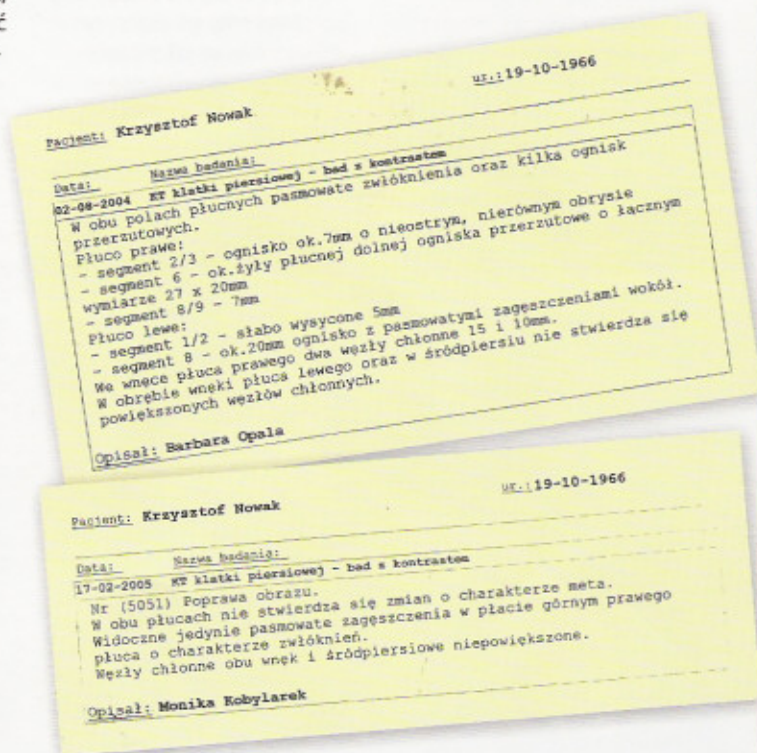 ć
Pacjent: Krzysztof Nowak ur.:19-10-1966
Data: Nazwa badania:
02-08-2004 KT klatki piersiowej - bad z kontrastem
W obu polach płucnych pasmowate zwłóknienia oraz kilka ognisk
przerzutowych.
Płuco prawe:
- segment 2/3 - ognisko ok.7mm o nieostrym, nierównym obrysie
- segment 6 - ok.żyły płucnej dolnej ogniska przerzutowe o łącznym
wymiarze 27 x 20mm
- segment 8/9 - 7mm
Płuco lewe:
- segment 1/2 - słabo wysycone 5mm
- segment 8 - ok.20mm ognisko z pasmowatymi zagęszczeniami wokół.
We wnęce płuca prawego dwa węzły chłonne 15 i 10mm.
W obrębie wnęki płuca lewego oraz w śródpiersiu nie stwierdza się
powiększonych węzłów chłonnych.
Opisał: Barbara Opala
Pacjent: Krzysztof Nowak ur.:19-10-1966
Data: Nazwa badania:
17-02-2005 KT klatki piersiowej - bad z kontrastem
Nr (5051) Poprawa obrazu.
W obu płucach nie stwierdza się zmian o charakterze meta.
Widoczne jedynie pasmowate zagęszczenia w płacie górnym prawego
płuca o charakterze zwłóknień.
Węzły chłonne obu wnęk i śródpiersiowe niepowiększone.
Opisał: Monika Kobylarek